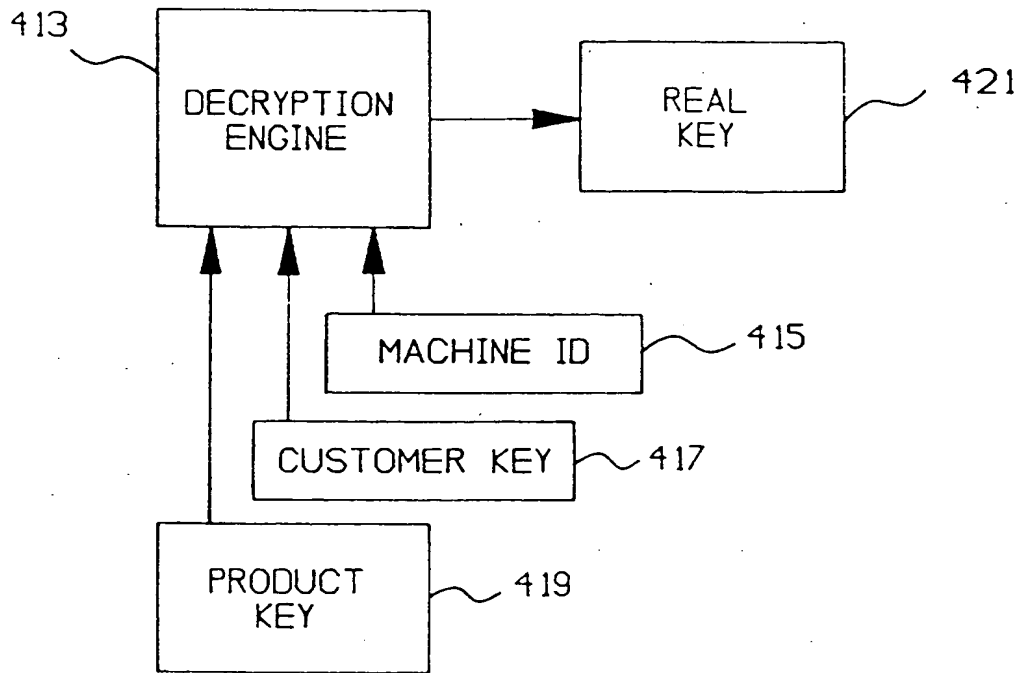 413
DECRYPTION
ENGINE
REAL
KEY
421
MACHINE ID
415
CUSTOMER KEY
417
PRODUCT
KEY
419